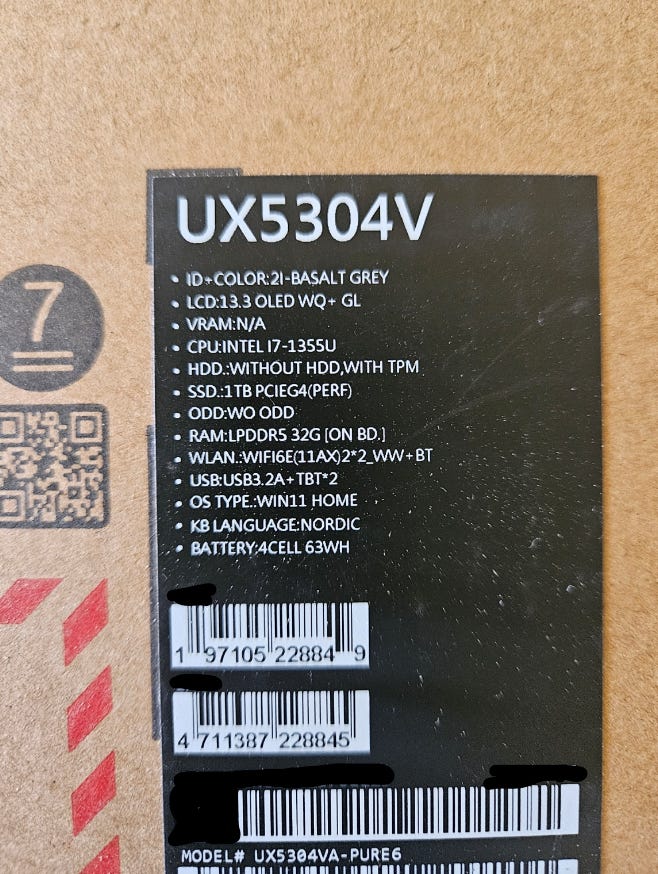 UX5304V
• ID+COLOR:2I-BASALT GREY
• LCD:13.3 OLED WQ+ GL
• VRAM:N/A
• CPU:INTEL I7-1355U
• HDD.:WITHOUT HDD,WITH TPM
• SSD.:1TB PCIEG4(PERF)
• ODD:WO ODD
• RAM:LPDDR5 32G [ON BD.]
• WLAN.:WIFI6E(11AX)2*2_WW+BT
• USB:USB3.2A+TBT*2
• OS TYPE.:WIN11 HOME
• KB LANGUAGE:NORDIC
• BATTERY:4CELL 63WH
7
1 97105 22884 9
4 711387 228845
MODEL# UX5304VA-PURE6